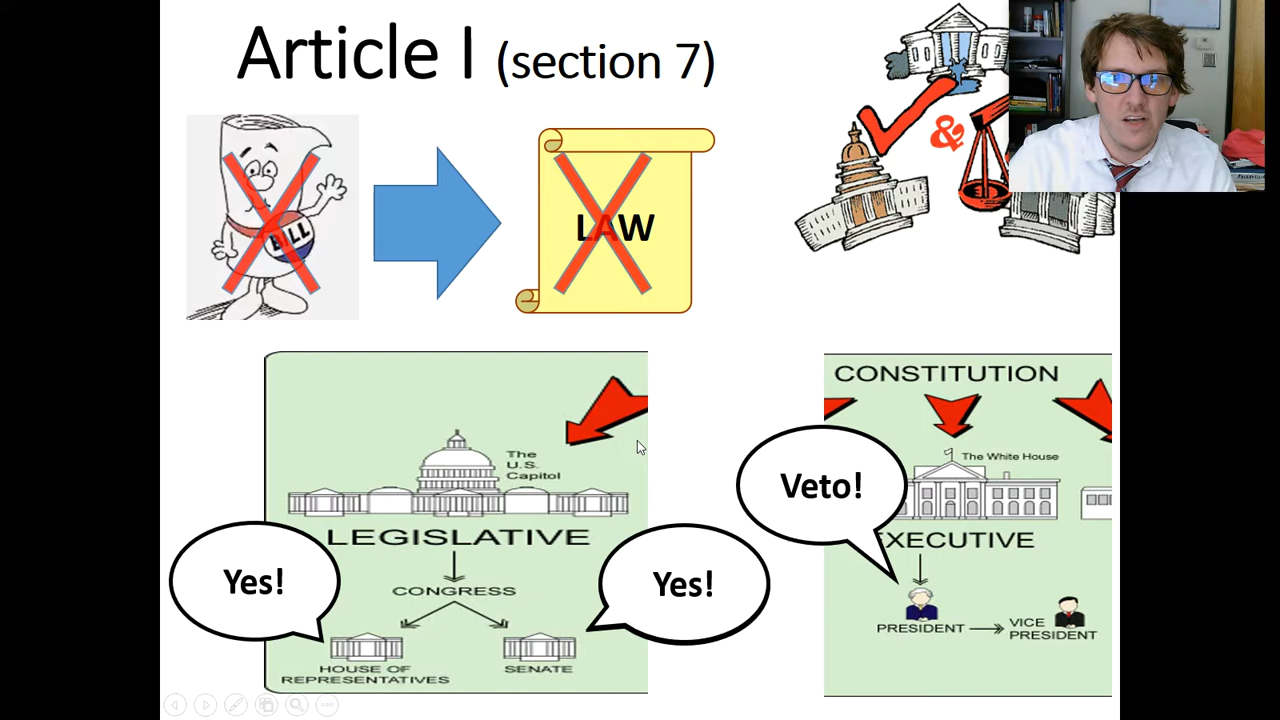 Article I (section 7)
&
BILL
LAW
CONSTITUTION
The
U.S.
Capitol
The White House
Veto!
LEGISLATIVE
EXECUTIVE
Yes!
Yes!
CONGRESS
PRESIDENT
VICE
PRESIDENT
HOUSE OF
REPRESENTATIVES
SENATE